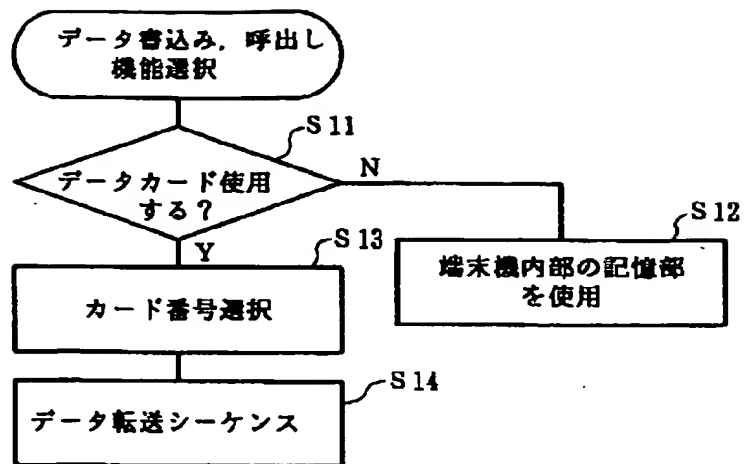 データ書込み,呼出し
機能選択
S11
データカード使用
する?
N
Y
S12
端末機内部の記憶部
を使用
S13
カード番号選択
S14
データ転送シーケンス